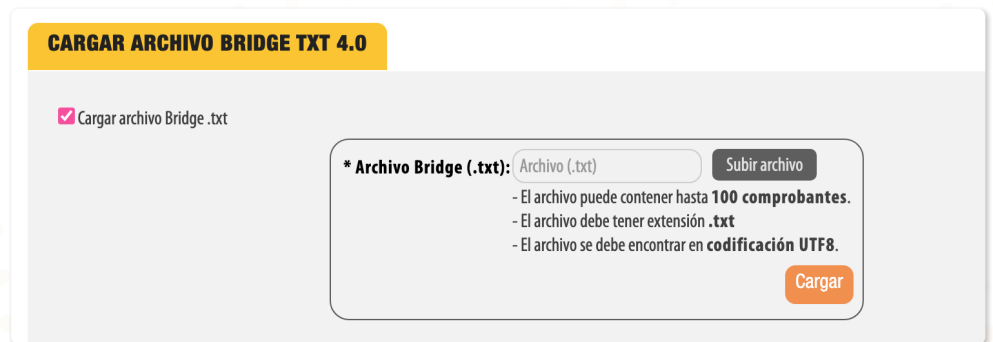 CARGAR ARCHIVO BRIDGE TXT 4.0
Cargar archivo Bridge .txt
* Archivo Bridge (.txt): Archivo (.txt) Subir archivo
- El archivo puede contener hasta 100 comprobantes.
- El archivo debe tener extensión .txt
- El archivo se debe encontrar en codificación UTF8.
Cargar